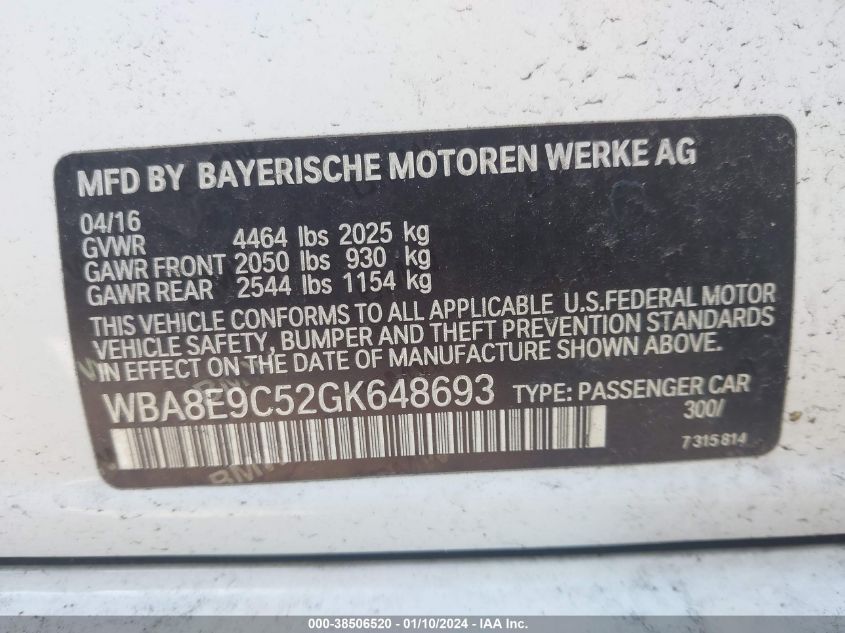 MFD BY BAYERISCHE MOTOREN WERKE AG
04/16
GVWR 4464 lbs 2025 kg
GAWR FRONT 2050 lbs 930 kg
GAWR REAR 2544 lbs 1154 kg
THIS VEHICLE CONFORMS TO ALL APPLICABLE U.S.FEDERAL MOTOR
VEHICLE SAFETY, BUMPER AND THEFT PREVENTION STANDARDS
IN EFFECT ON THE DATE OF MANUFACTURE SHOWN ABOVE.
WBA8E9C52GK648693 TYPE: PASSENGER CAR
300/
7315814
BMW
000-38506520 - 01/10/2024 - IAA Inc.